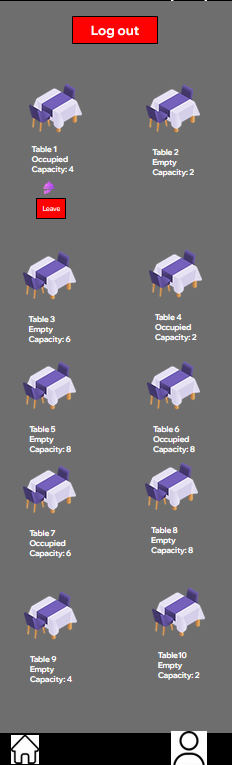 Log out
Table 1
Occupied
Capacity: 4
Leave
Table 2
Empty
Capacity: 2
Table 3
Empty
Capacity: 6
Table 4
Occupied
Capacity: 2
Table 5
Empty
Capacity: 8
Table 6
Occupied
Capacity: 8
Table 7
Occupied
Capacity: 6
Table 8
Empty
Capacity: 8
Table 9
Empty
Capacity: 4
Table10
Empty
Capacity: 2